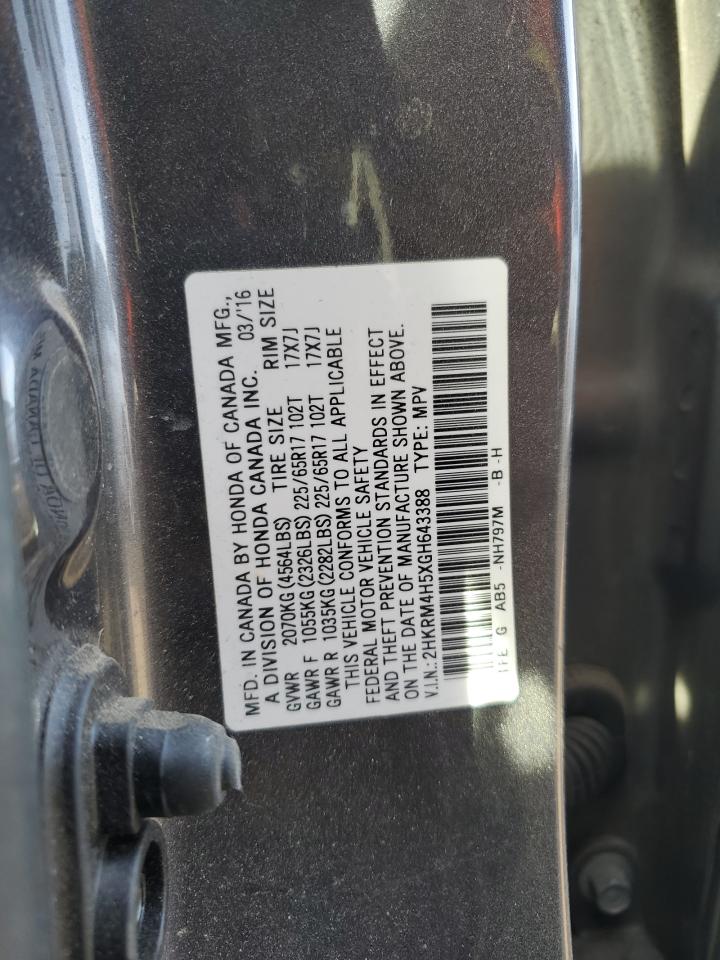 MFD. IN CANADA BY HONDA OF CANADA MFG.,
A DIVISION OF HONDA CANADA INC. 03/'16
GVWR 2070KG (4564LBS) TIRE SIZE RIM SIZE
GAWR F 1055KG (2326LBS) 225/65R17 102T 17X7J
GAWR R 1035KG (2282LBS) 225/65R17 102T 17X7J
THIS VEHICLE CONFORMS TO ALL APPLICABLE
FEDERAL MOTOR VEHICLE SAFETY
AND THEFT PREVENTION STANDARDS IN EFFECT
ON THE DATE OF MANUFACTURE SHOWN ABOVE.
V.I.N.: 2HKRM4H5XGH643388 TYPE: MPV
G AB5 -NH797M -B -H